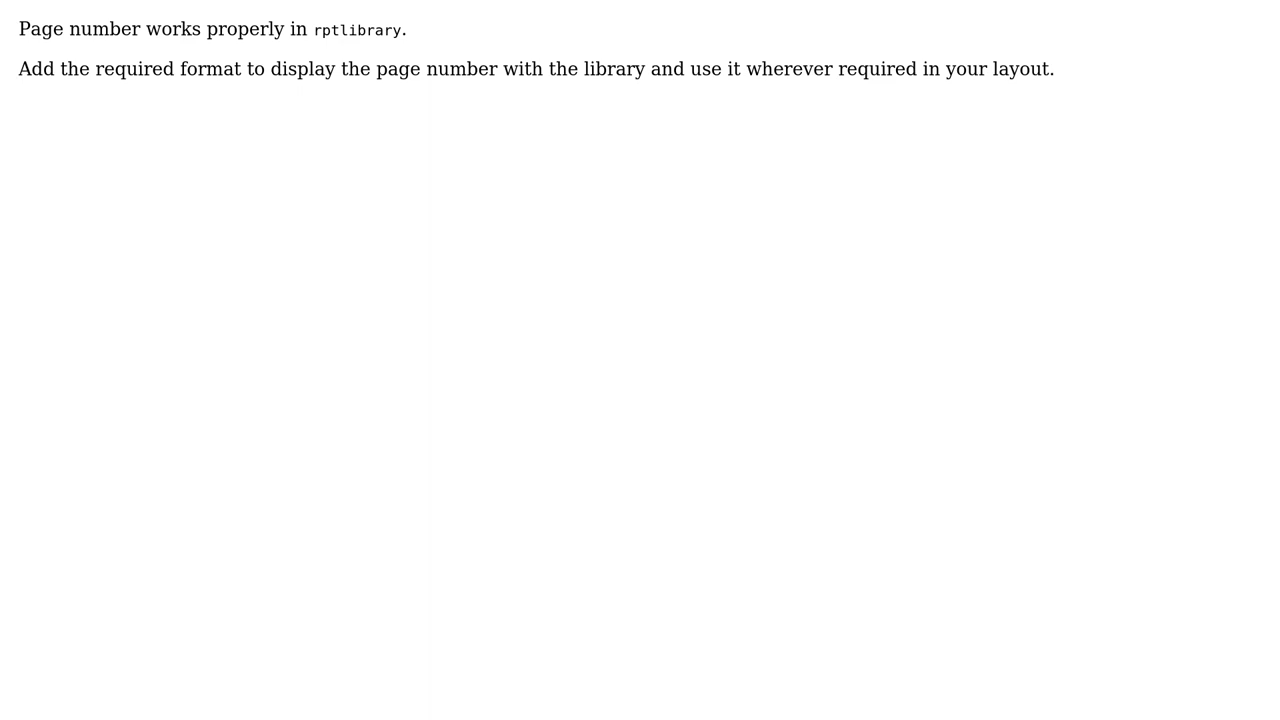 Page number works properly in rptlibrary.
Add the required format to display the page number with the library and use it wherever required in your layout.